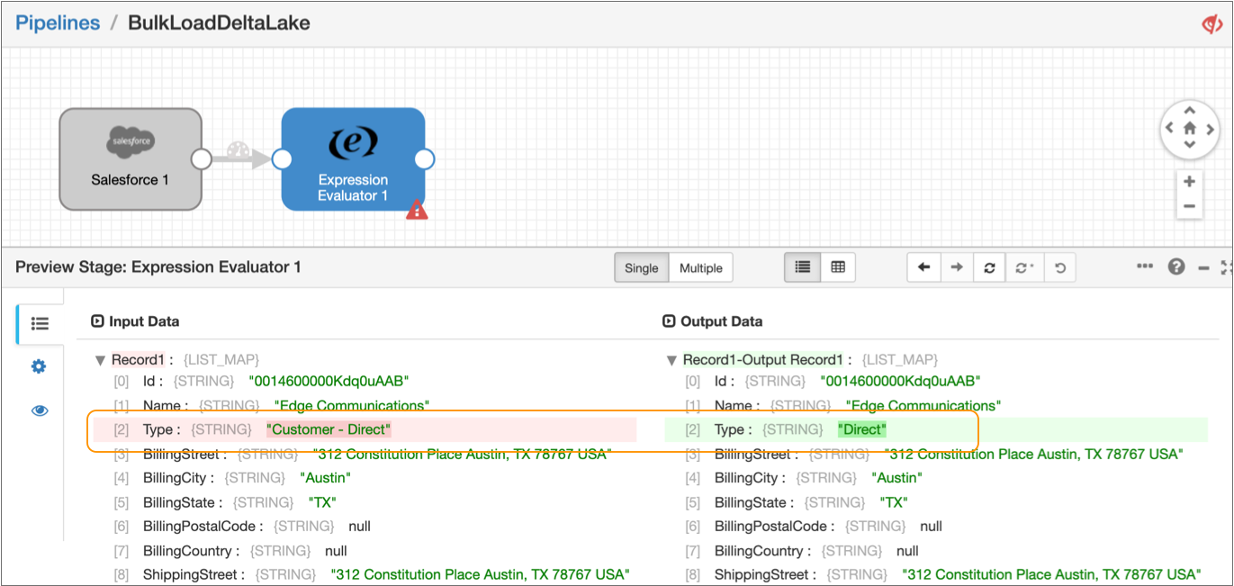 Pipelines / BulkLoadDeltaLake
salesforce
Salesforce 1
e
Expression
Evaluator 1
Preview Stage: Expression Evaluator 1
Single Multiple
Input Data
Record1 : {LIST_MAP}
[0] Id : {STRING} "0014600000Kdq0uAAB"
[1] Name : {STRING} "Edge Communications"
[2] Type : {STRING} "Customer - Direct"
[3] BillingStreet : {STRING} "312 Constitution Place Austin, TX 78767 USA"
[4] BillingCity : {STRING} "Austin"
[5] BillingState : {STRING} "TX"
[6] BillingPostalCode : {STRING} null
[7] BillingCountry : {STRING} null
[8] ShippingStreet : {STRING} "312 Constitution Place Austin, TX 78767 USA"
Output Data
Record1-Output Record1 : {LIST_MAP}
[0] Id : {STRING} "0014600000Kdq0uAAB"
[1] Name : {STRING} "Edge Communications"
[2] Type : {STRING} "Direct"
[3] BillingStreet : {STRING} "312 Constitution Place Austin, TX 78767 USA"
[4] BillingCity : {STRING} "Austin"
[5] BillingState : {STRING} "TX"
[6] BillingPostalCode : {STRING} null
[7] BillingCountry : {STRING} null
[8] ShippingStreet : {STRING} "312 Constitution Place Austin, TX 78767 USA"